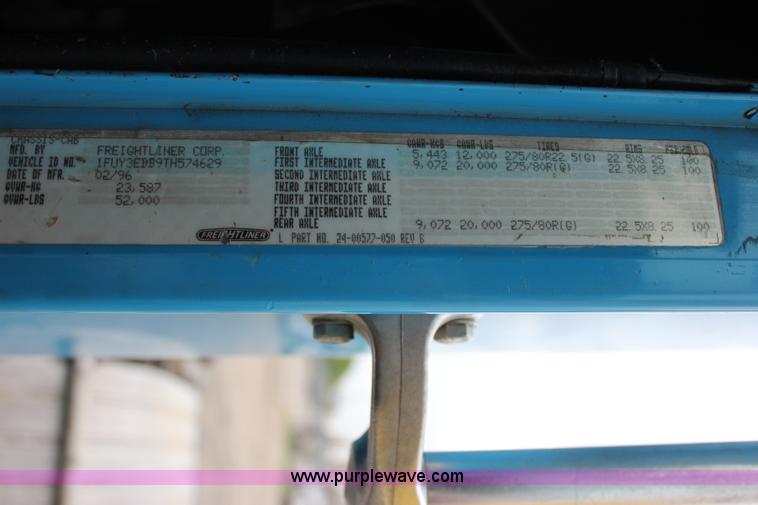 CHASSIS-CAB
MFD. BY FREIGHTLINER CORP.
VEHICLE ID NO. 1FUY3EDB9TH574629
DATE OF MFR. 02/96
GVWR-KG 23,587
GVWR-LBS 52,000
FREIGHTLINER
GAWR-KGS GAWR-LBS TIRES RIMS
FRONT AXLE 5,443 12,000 275/80R22.5(G) 22.5X8.25 100
FIRST INTERMEDIATE AXLE 9,072 20,000 275/80R(G) 22.5X8.25 100
SECOND INTERMEDIATE AXLE
THIRD INTERMEDIATE AXLE
FOURTH INTERMEDIATE AXLE
FIFTH INTERMEDIATE AXLE
REAR AXLE 9,072 20,000 275/80R(G) 22.5X8.25 100
L PART NO. 24-00577-050 REV B
www.purplewave.com